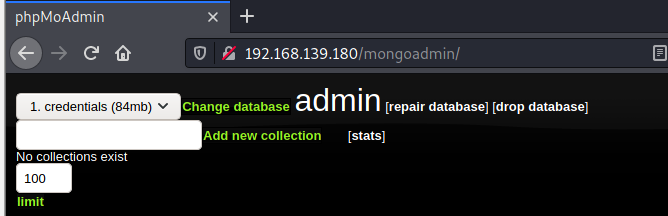 phpMoAdmin
192.168.139.180/mongoadmin/
1. credentials (84mb) Change database admin [repair database] [drop database]
Add new collection [stats]
No collections exist
100
limit